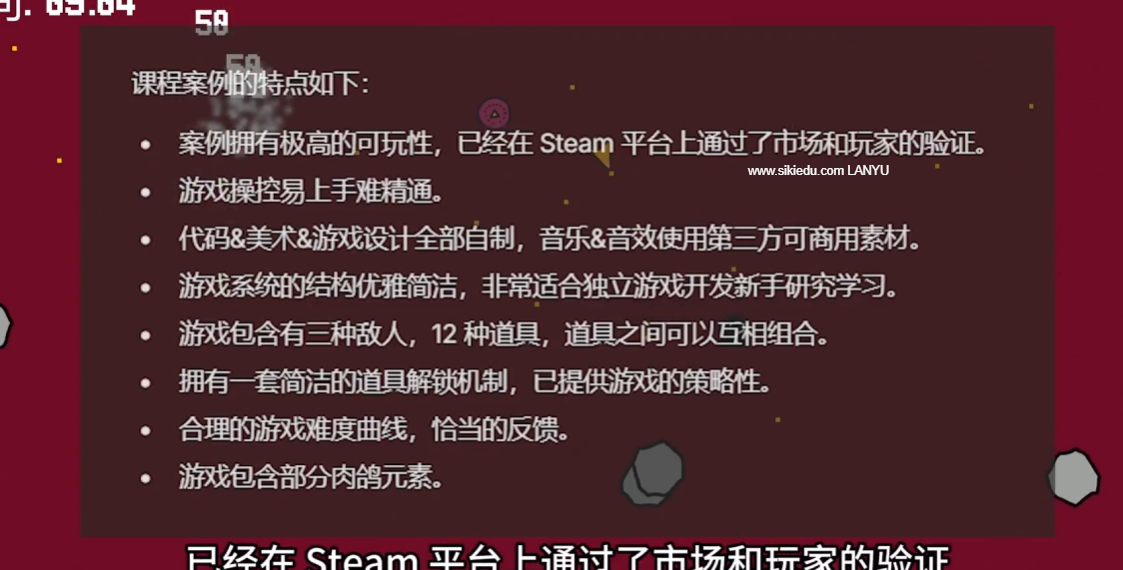 司: 69.64
50
50
课程案例的特点如下：
案例拥有极高的可玩性，已经在 Steam 平台上通过了市场和玩家的验证。
www.sikiedu.com LANYU
游戏操控易上手难精通。
代码&美术&游戏设计全部自制，音乐&音效使用第三方可商用素材。
游戏系统的结构优雅简洁，非常适合独立游戏开发新手研究学习。
游戏包含有三种敌人，12 种道具，道具之间可以互相组合。
拥有一套简洁的道具解锁机制，已提供游戏的策略性。
合理的游戏难度曲线，恰当的反馈。
游戏包含部分肉鸽元素。
已经在 Steam 平台上通过了市场和玩家的验证